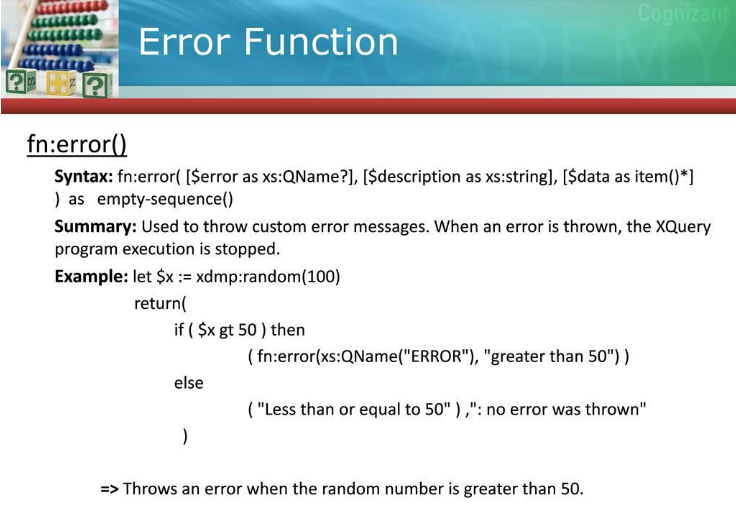 Cognizant
Error Function
ACADEMY
fn:error()
Syntax: fn:error( [$error as xs:QName?], [$description as xs:string], [$data as item()*]
) as empty-sequence()
Summary: Used to throw custom error messages. When an error is thrown, the XQuery
program execution is stopped.
Example: let $x := xdmp:random(100)
return(
if ( $x gt 50 ) then
( fn:error(xs:QName("ERROR"), "greater than 50") )
else
( "Less than or equal to 50" ) ,": no error was thrown"
)
=> Throws an error when the random number is greater than 50.